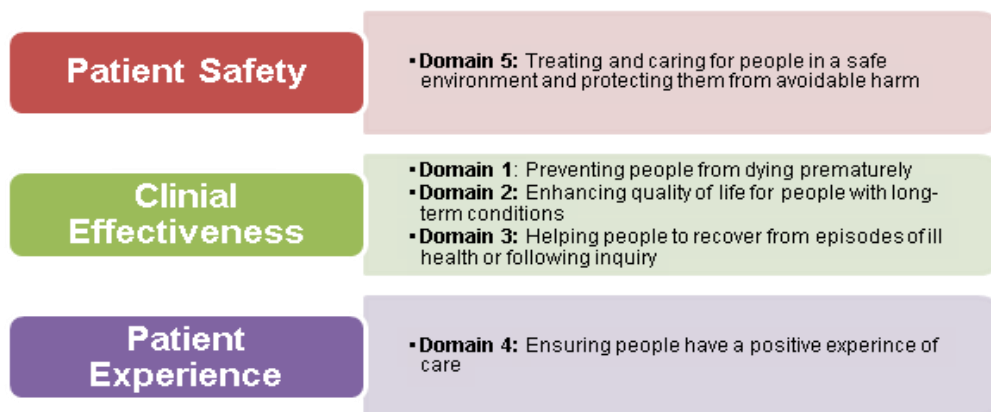 Patient Safety
▪Domain 5: Treating and caring for people in a safe
environment and protecting them from avoidable harm
Clinial
Effectiveness
▪Domain 1: Preventing people from dying prematurely
▪Domain 2: Enhancing quality of life for people with long-
term conditions
▪Domain 3: Helping people to recover from episodes of ill
health or following inquiry
Patient
Experience
▪Domain 4: Ensuring people have a positive experince of
care